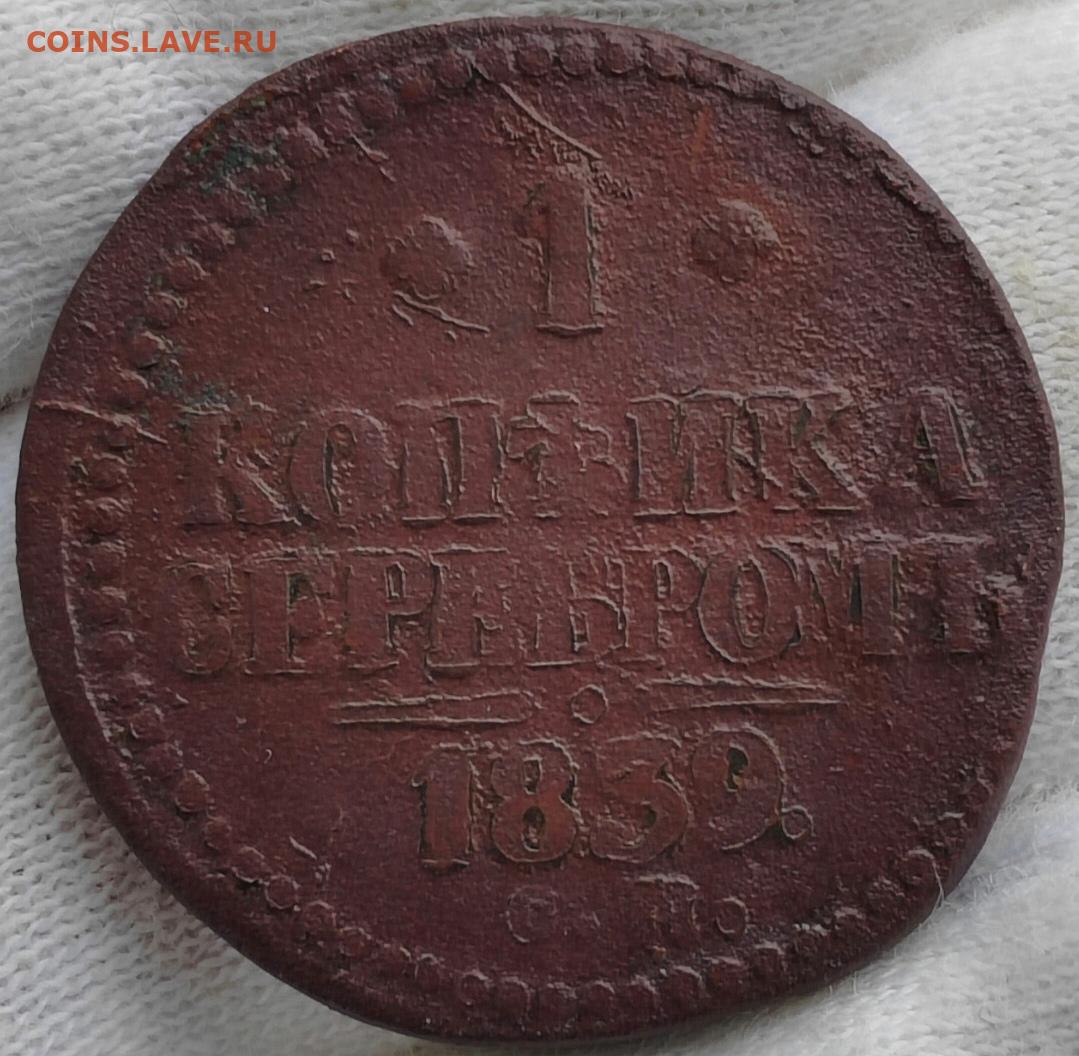 COINS.LAVE.RU
• 1 •
КОПѢЙКА
СЕРЕБРОМЪ
1839.
С. П.